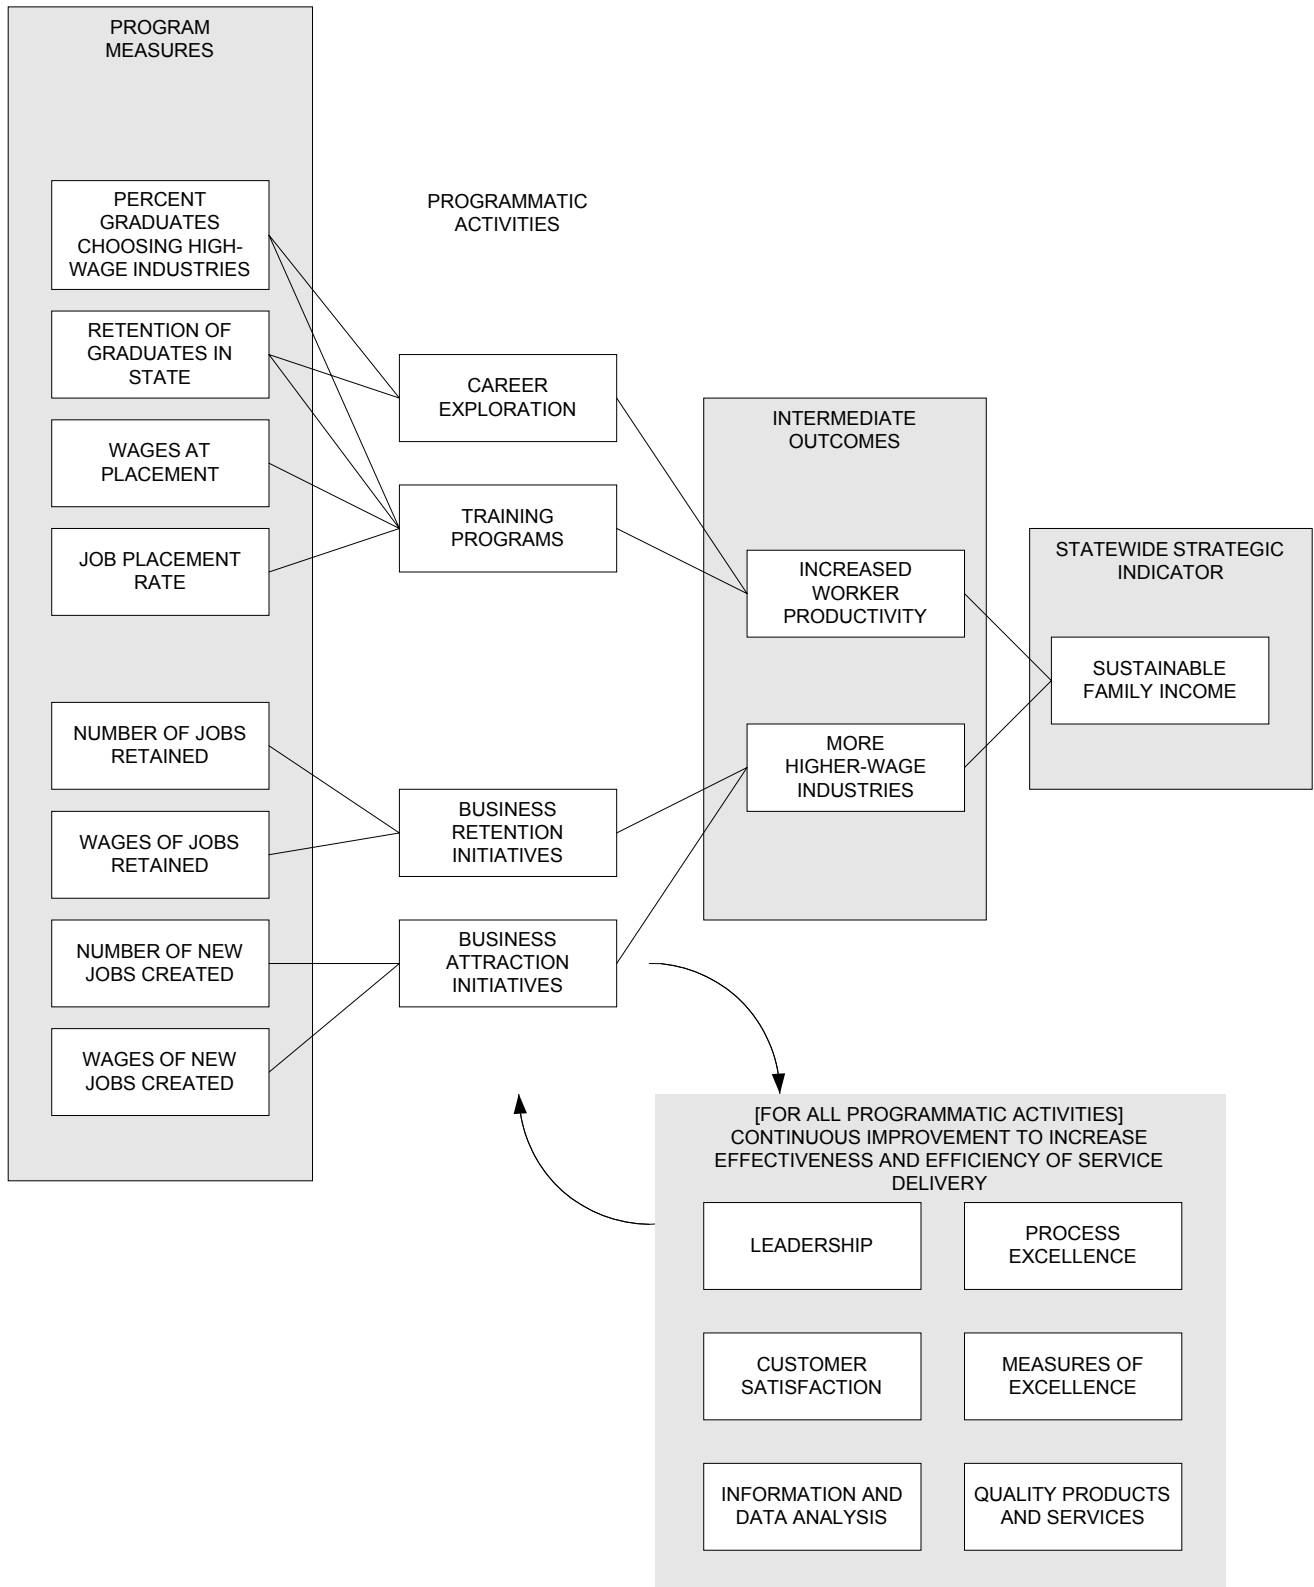 PROGRAM
MEASURES
PERCENT
GRADUATES
CHOOSING HIGH-
WAGE INDUSTRIES
RETENTION OF
GRADUATES IN
STATE
WAGES AT
PLACEMENT
JOB PLACEMENT
RATE
NUMBER OF JOBS
RETAINED
WAGES OF JOBS
RETAINED
NUMBER OF NEW
JOBS CREATED
WAGES OF NEW
JOBS CREATED
PROGRAMMATIC
ACTIVITIES
CAREER
EXPLORATION
TRAINING
PROGRAMS
BUSINESS
RETENTION
INITIATIVES
BUSINESS
ATTRACTION
INITIATIVES
INTERMEDIATE
OUTCOMES
INCREASED
WORKER
PRODUCTIVITY
MORE
HIGHER-WAGE
INDUSTRIES
STATEWIDE STRATEGIC
INDICATOR
SUSTAINABLE
FAMILY INCOME
[FOR ALL PROGRAMMATIC ACTIVITIES]
CONTINUOUS IMPROVEMENT TO INCREASE
EFFECTIVENESS AND EFFICIENCY OF SERVICE
DELIVERY
LEADERSHIP
PROCESS
EXCELLENCE
CUSTOMER
SATISFACTION
MEASURES OF
EXCELLENCE
INFORMATION AND
DATA ANALYSIS
QUALITY PRODUCTS
AND SERVICES